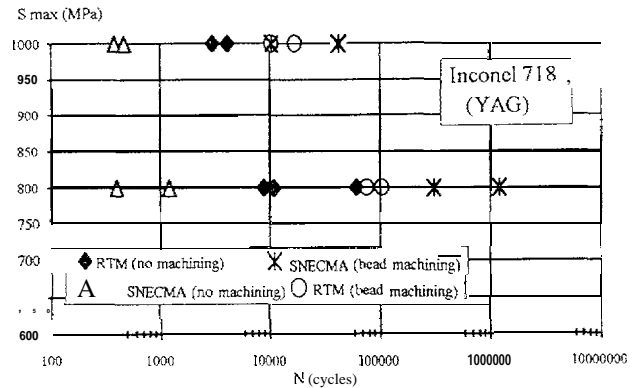 S max (MPa)
1000
950
900
850
800
750
700
600
Inconel 718 ,
(YAG)
RTM (no machining)
SNECMA (bead machining)
SNECMA (no machining)
RTM (bead machining)
100
1000
10000
100000
1000000
10000000
N (cycles)